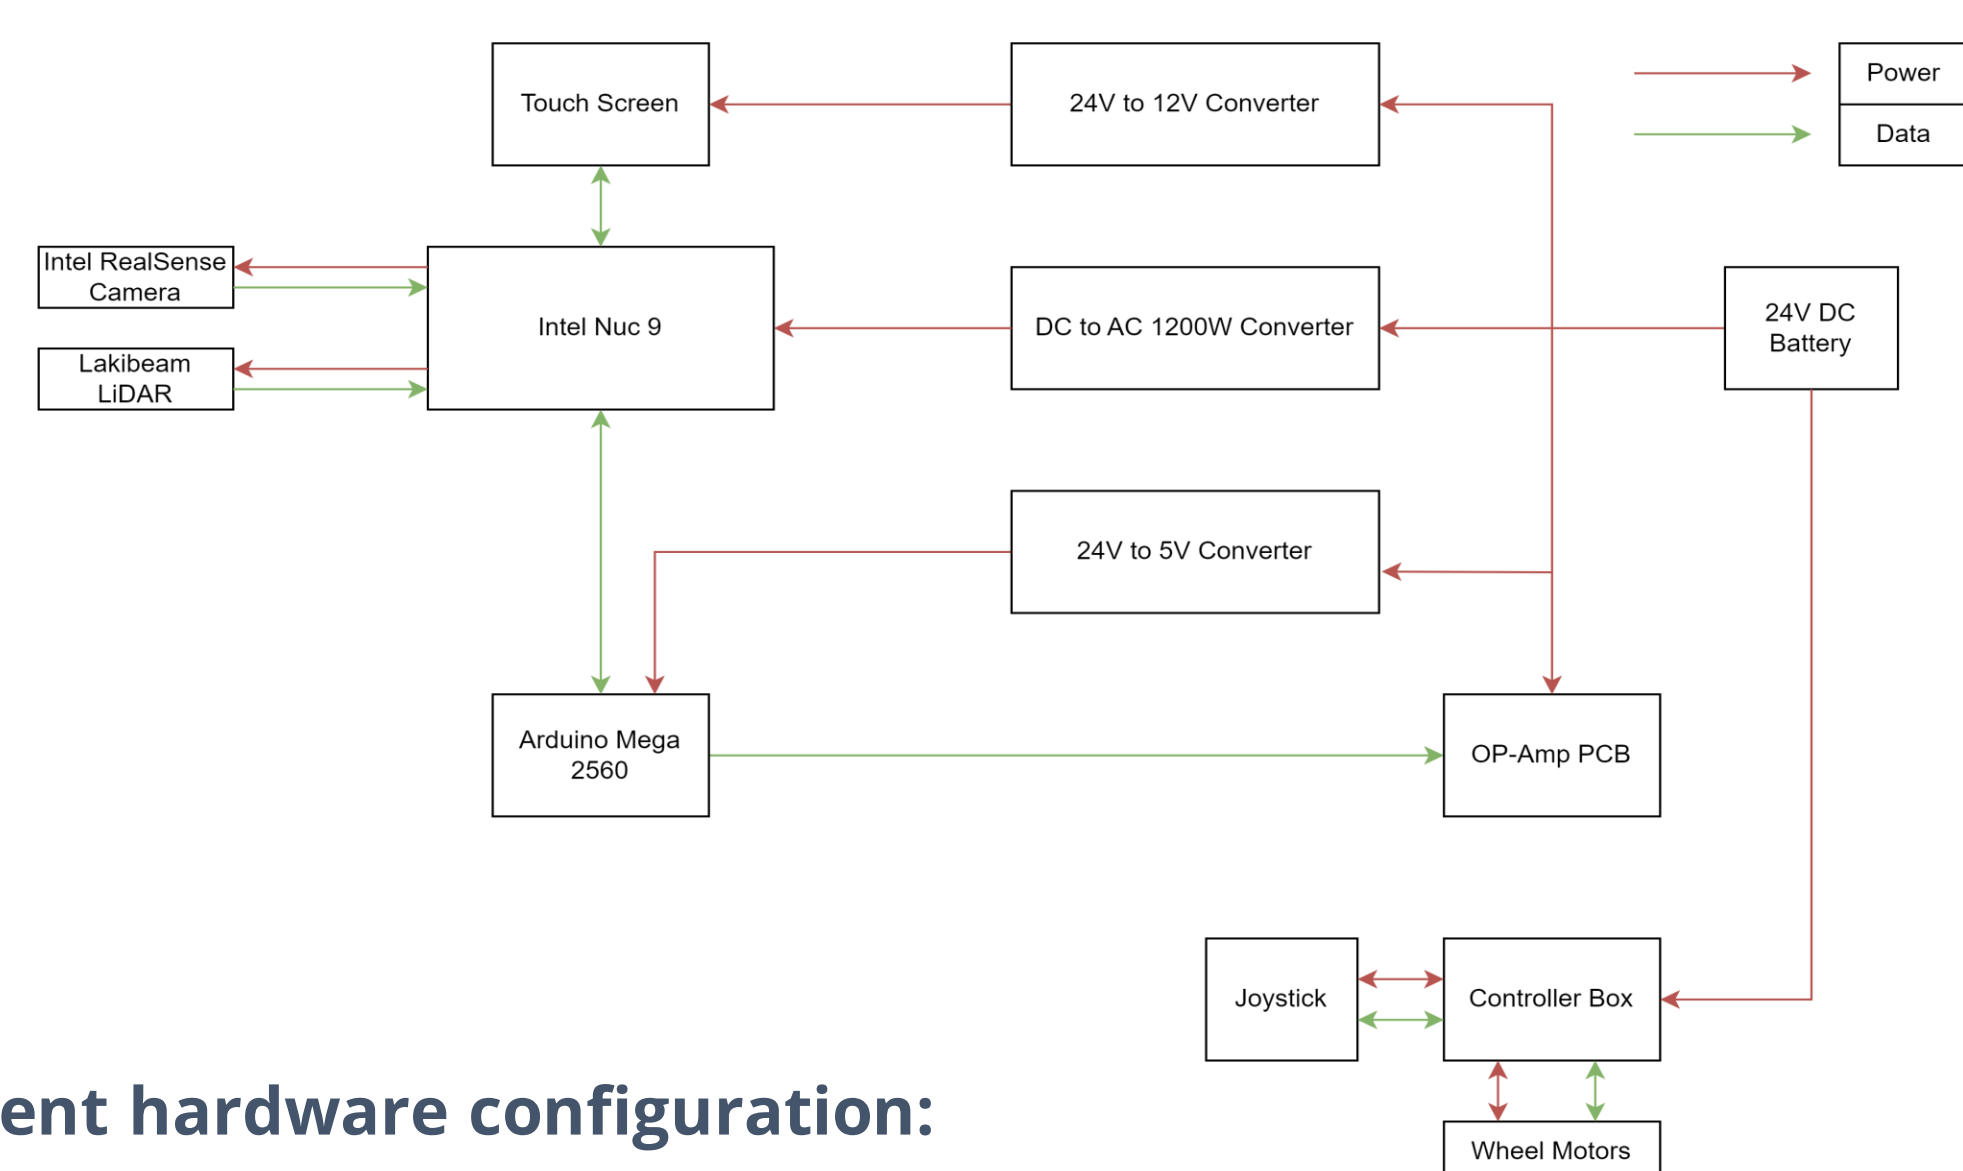 Touch Screen
24V to 12V Converter
Power
Data
Intel RealSense
Camera
Intel Nuc 9
DC to AC 1200W Converter
24V DC
Battery
Lakibeam
LiDAR
24V to 5V Converter
Arduino Mega
2560
OP-Amp PCB
Joystick
Controller Box
ent hardware configuration:
Wheel Motors